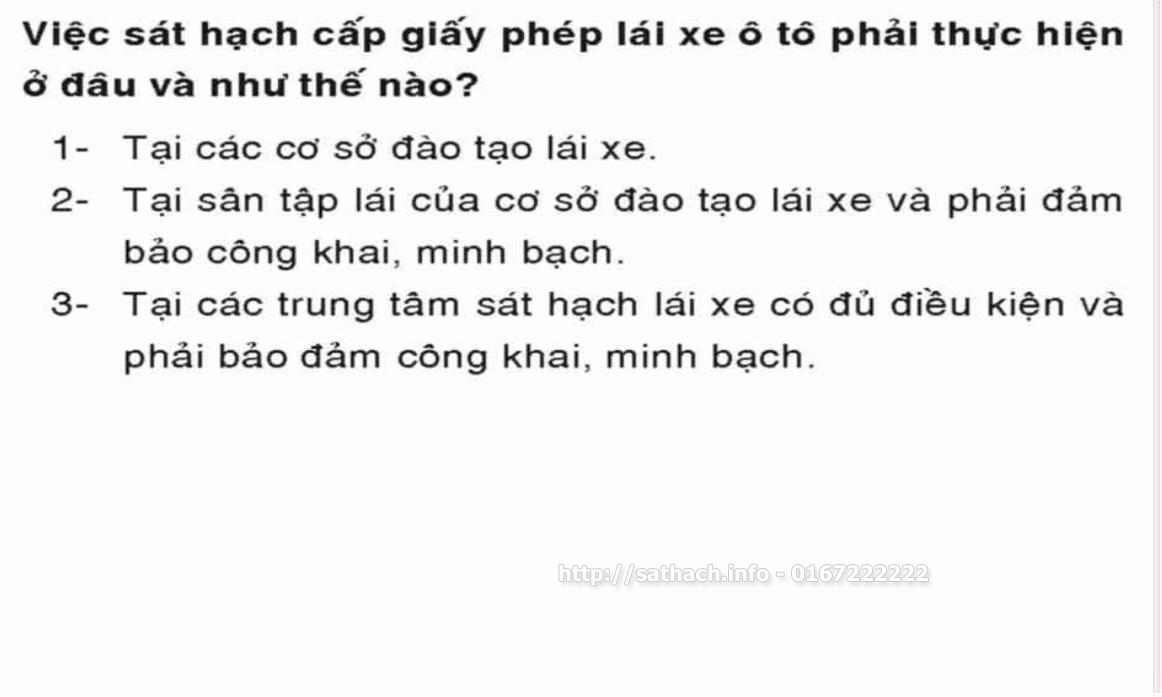 Việc sát hạch cấp giấy phép lái xe ô tô phải thực hiện
ở đâu và như thế nào?
1- Tại các cơ sở đào tạo lái xe.
2- Tại sân tập lái của cơ sở đào tạo lái xe và phải đảm
bảo công khai, minh bạch.
3- Tại các trung tâm sát hạch lái xe có đủ điều kiện và
phải bảo đảm công khai, minh bạch.
http://sathach.info - 0167222222